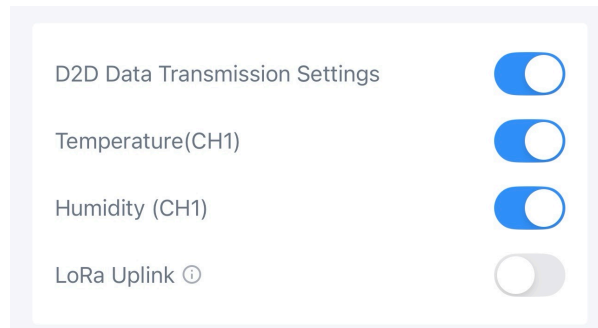 D2D Data Transmission Settings
Temperature(CH1)
Humidity (CH1)
LoRa Uplink